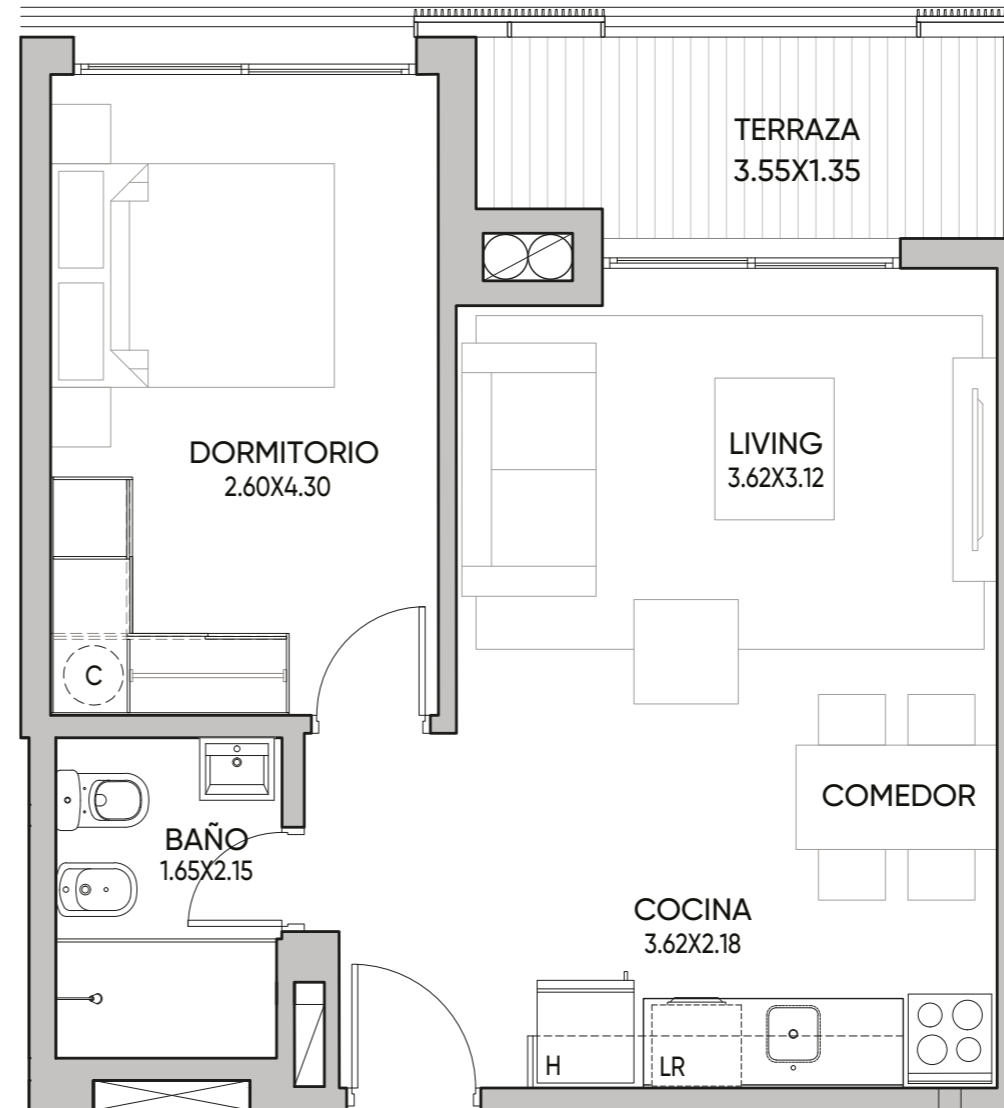 TERRAZA
3.55X1.35
DORMITORIO
2.60X4.30
LIVING
3.62X3.12
C
COMEDOR
BAÑO
1.65X2.15
COCINA
3.62X2.18
H
LR